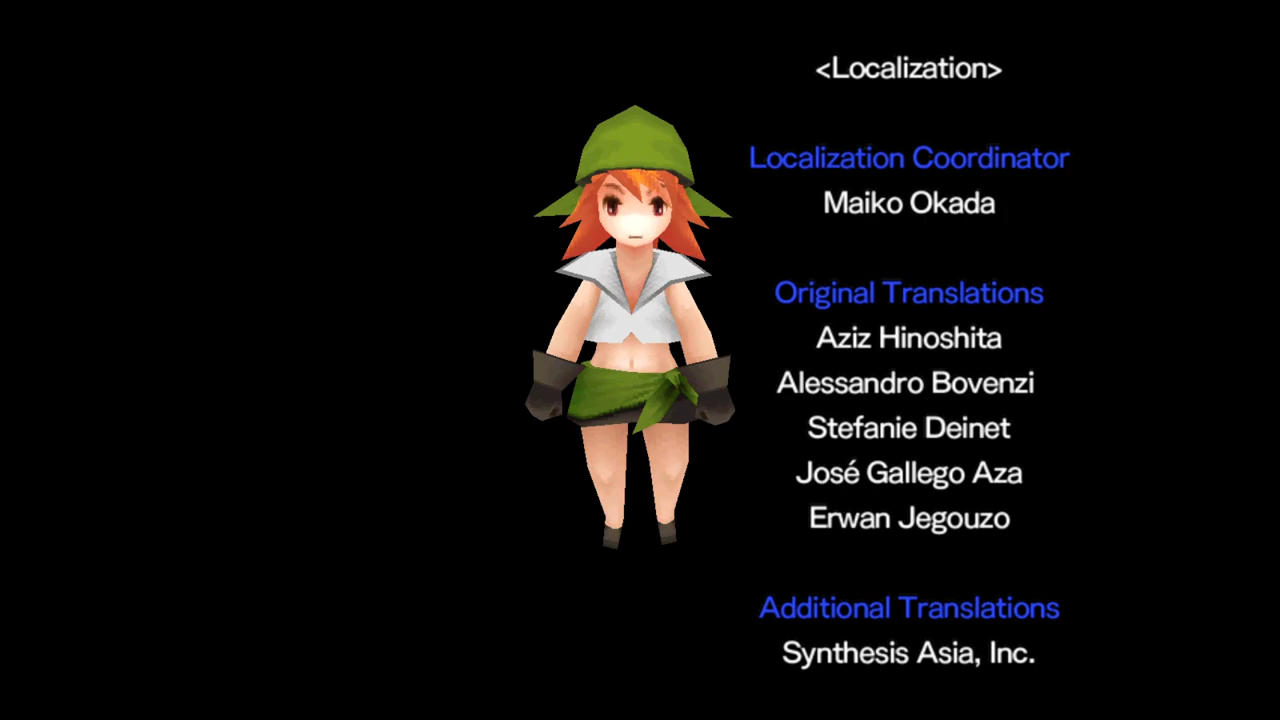 <Localization>
Localization Coordinator
Maiko Okada
Original Translations
Aziz Hinoshita
Alessandro Bovenzi
Stefanie Deinet
José Gallego Aza
Erwan Jegouzo
Additional Translations
Synthesis Asia, Inc.